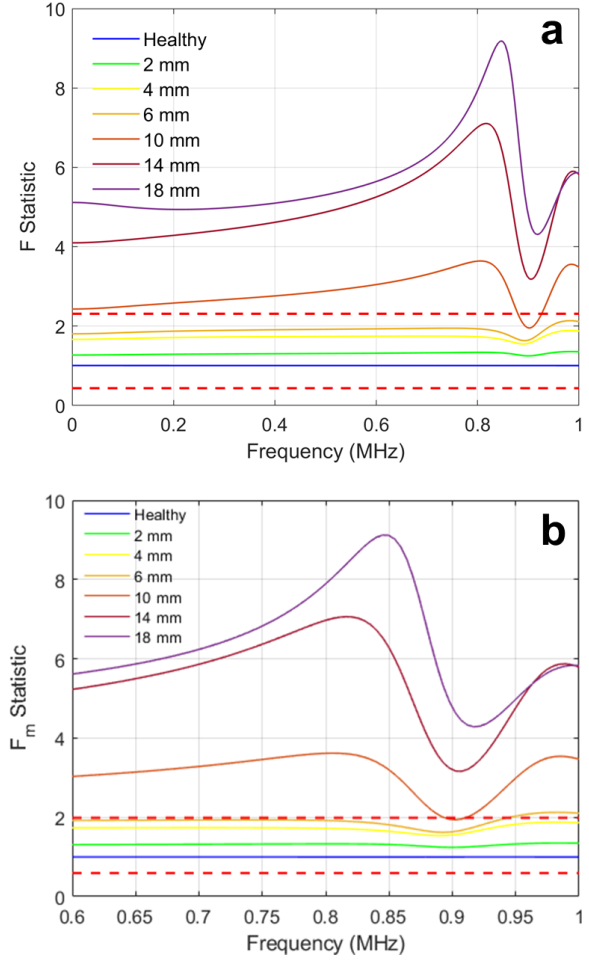 10
a
Healthy
2 mm
4 mm
6 mm
10 mm
14 mm
18 mm
8
6
4
2
0
F Statistic
0 0.2 0.4 0.6 0.8 1
Frequency (MHz)
10
b
Healthy
2 mm
4 mm
6 mm
10 mm
14 mm
18 mm
8
6
4
2
0
Fm Statistic
0.6 0.65 0.7 0.75 0.8 0.85 0.9 0.95 1
Frequency (MHz)